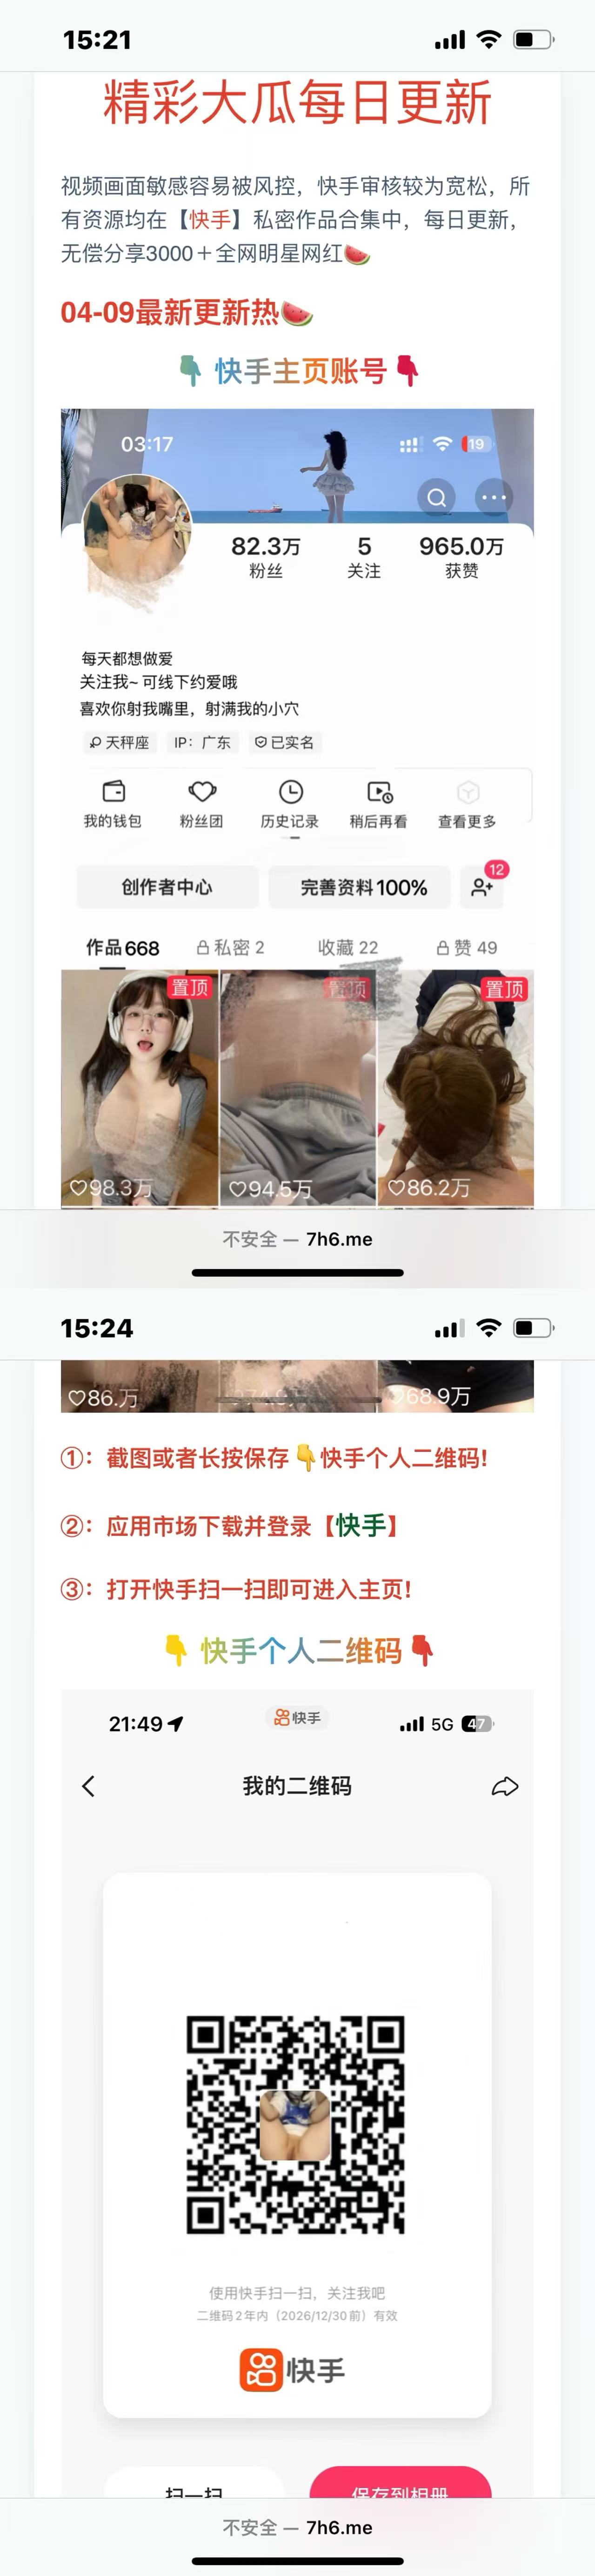 15:21
精彩大瓜每日更新
视频画面敏感容易被风控，快手审核较为宽松，所
有资源均在【快手】私密作品合集中，每日更新，
无偿分享3000＋全网明星网红🍉
04-09最新更新热🍉
👇 快手主页账号 👇
03:17
19
82.3万 5 965.0万
粉丝 关注 获赞
每天都想做爱
关注我~ 可线下约爱哦
喜欢你射我嘴里，射满我的小穴
天秤座 IP：广东 已实名
我的钱包 粉丝团 历史记录 稍后再看 查看更多
创作者中心 完善资料100% 12
作品668 私密 2 收藏 22 赞 49
置顶 置顶 置顶
♡98.3万 ♡94.5万 ♡86.2万
不安全 — 7h6.me
15:24
♡86.万 68.9万
①：截图或者长按保存👇快手个人二维码!
②：应用市场下载并登录【快手】
③：打开快手扫一扫即可进入主页!
👇 快手个人二维码 👇
快手
21:49 5G 47
我的二维码
使用快手扫一扫，关注我吧
二维码2年内（2026/12/30前）有效
快手
扫一扫 保存到相册
不安全 — 7h6.me